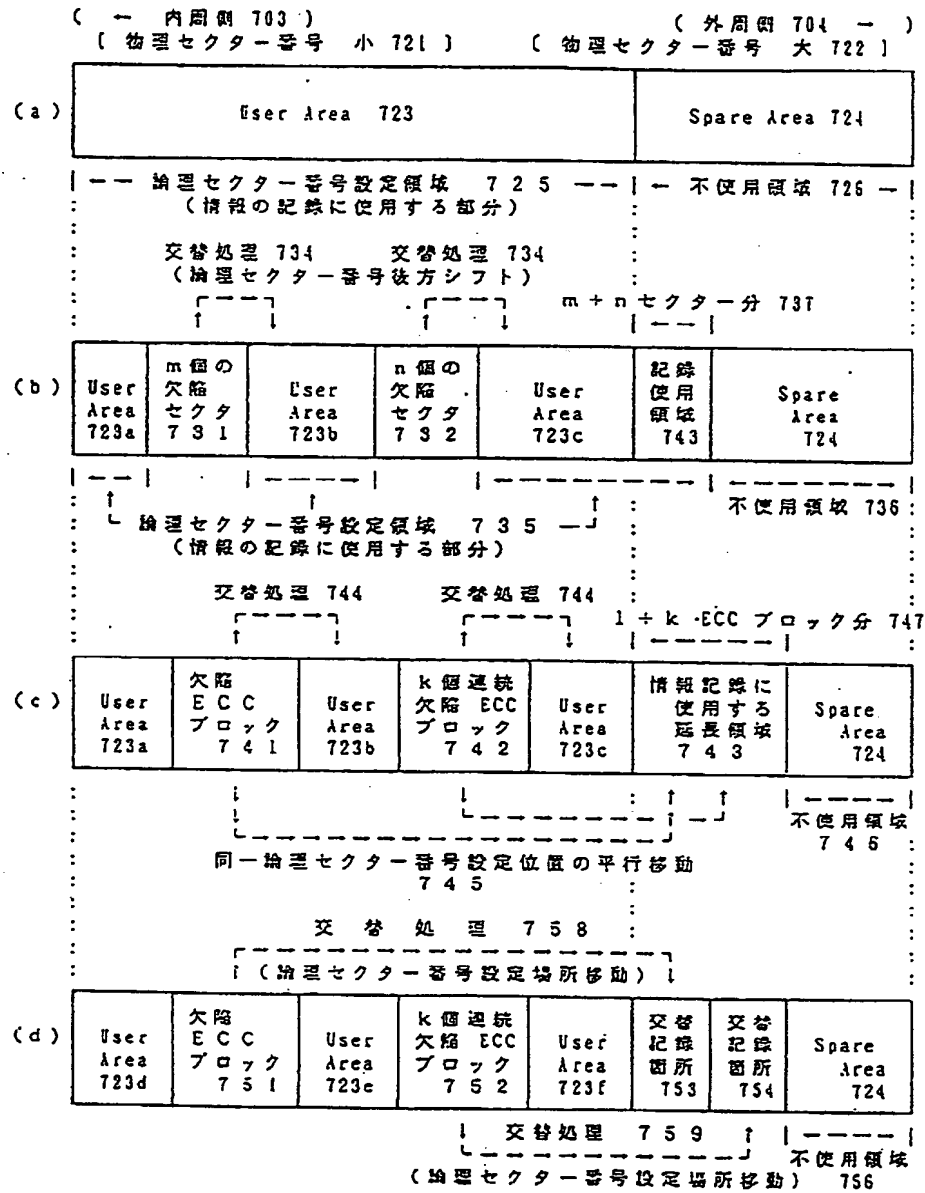 ( ← 内周側 703 ) ( 外周側 704 → )
[ 物理セクター番号 小 721 ] [ 物理セクター番号 大 722 ]
(a) User Area 723 Spare Area 724
論理セクター番号設定領域 725 不使用領域 726
(情報の記録に使用する部分)
交替処理 734 交替処理 734
(論理セクター番号後方シフト)
m + n セクター分 737
(b)
User Area 723a
m個の欠陥セクタ 731
User Area 723b
n個の欠陥セクタ 732
User Area 723c
記録使用領域 743
Spare Area 724
不使用領域 736
論理セクター番号設定領域 735
(情報の記録に使用する部分)
交替処理 744 交替処理 744
1 + k ECC ブロック分 747
(c)
User Area 723a
欠陥ECCブロック 741
User Area 723b
k個連続欠陥 ECCブロック 742
User Area 723c
情報記録に使用する延長領域 743
Spare Area 724
不使用領域 746
同一論理セクター番号設定位置の平行移動
745
交替処理 758
(論理セクター番号設定場所移動)
(d)
User Area 723d
欠陥ECCブロック 751
User Area 723e
k個連続欠陥 ECCブロック 752
User Area 723f
交替記録箇所 753
交替記録箇所 754
Spare Area 724
交替処理 759
不使用領域 756
(論理セクター番号設定場所移動)